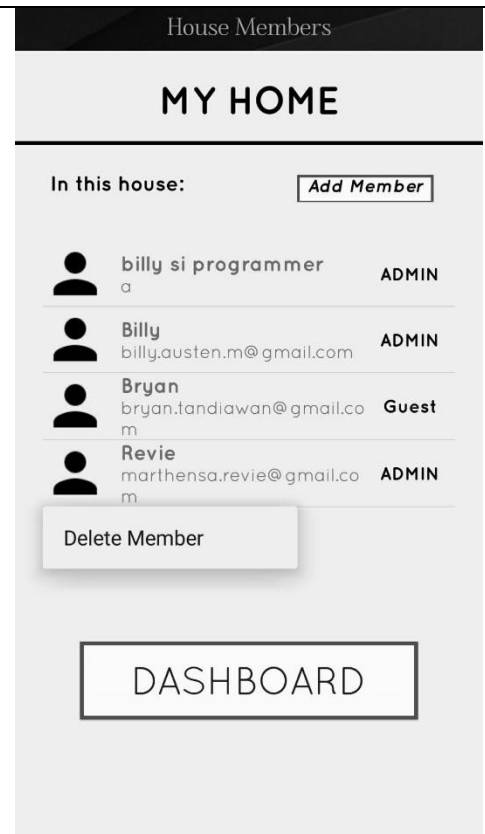 House Members
MY HOME
In this house:
Add Member
billy si programmer
a
ADMIN
Billy
billy.austen.m@gmail.com
ADMIN
Bryan
bryan.tandiawan@gmail.co
m
Guest
Revie
marthensa.revie@gmail.co
m
ADMIN
Delete Member
DASHBOARD